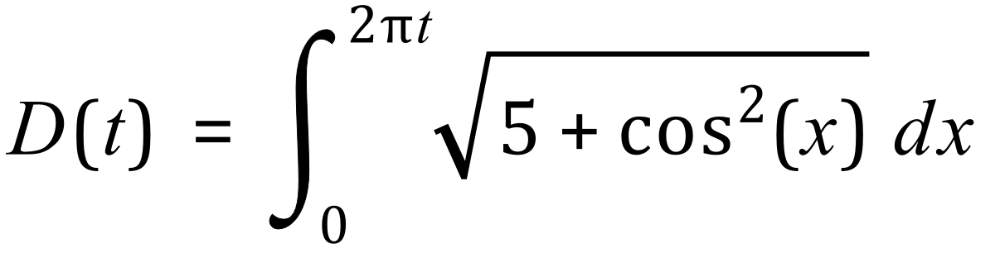 D(t) = ∫₀^{2πt} √(5 + cos²(x)) dx